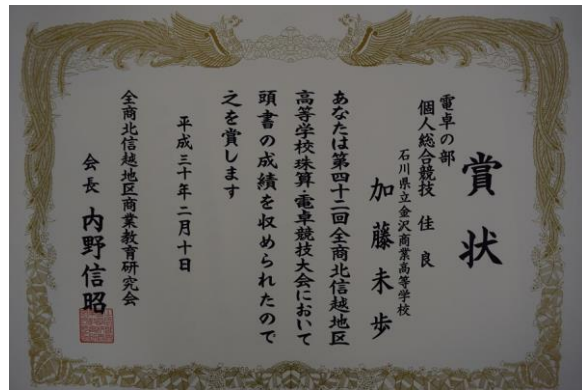 賞状
電卓の部
個人総合競技 佳良
石川県立金沢商業高等学校
加藤未歩
あなたは第四十二回全商北信越地区
高等学校珠算・電卓競技大会において
頭書の成績を収められたので
之を賞します
平成三十年二月十日
全商北信越地区商業教育研究会
会長 内野信昭